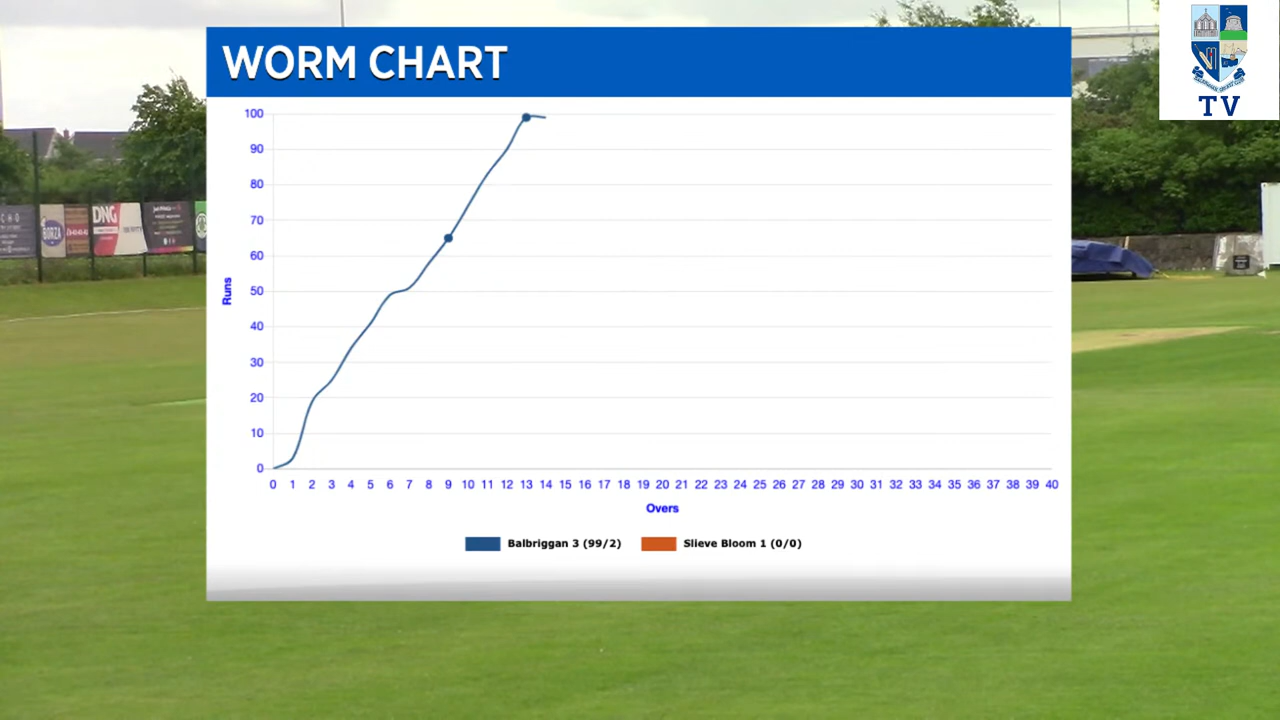 WORM CHART
TV
DNG
BORZA
100
90
80
70
60
50
40
30
20
10
0
Runs
0 1 2 3 4 5 6 7 8 9 10 11 12 13 14 15 16 17 18 19 20 21 22 23 24 25 26 27 28 29 30 31 32 33 34 35 36 37 38 39 40
Overs
Balbriggan 3 (99/2) Slieve Bloom 1 (0/0)